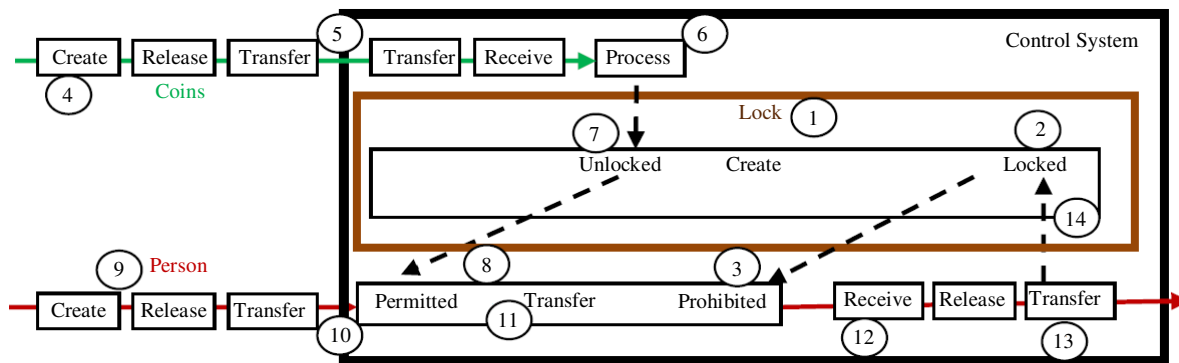 5
6
Control System
Create Release Transfer Transfer Receive Process
4
Coins
Lock 1
7
2
Unlocked Create Locked
14
9 Person
8
3
Create Release Transfer Permitted Transfer Prohibited Receive Release Transfer
10
11
12
13